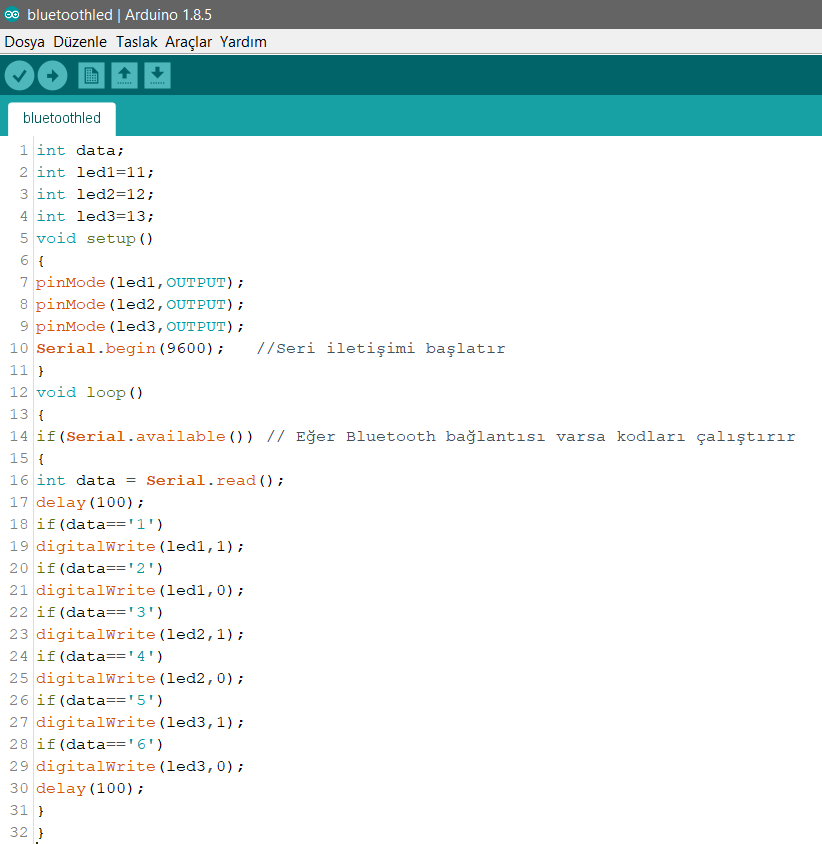 bluetoothled | Arduino 1.8.5
Dosya Düzenle Taslak Araçlar Yardım
bluetoothled
1 int data;
2 int led1=11;
3 int led2=12;
4 int led3=13;
5 void setup()
6 {
7 pinMode(led1,OUTPUT);
8 pinMode(led2,OUTPUT);
9 pinMode(led3,OUTPUT);
10 Serial.begin(9600);   //Seri iletişimi başlatır
11 }
12 void loop()
13 {
14 if(Serial.available()) // Eğer Bluetooth bağlantısı varsa kodları çalıştırır
15 {
16 int data = Serial.read();
17 delay(100);
18 if(data=='1')
19 digitalWrite(led1,1);
20 if(data=='2')
21 digitalWrite(led1,0);
22 if(data=='3')
23 digitalWrite(led2,1);
24 if(data=='4')
25 digitalWrite(led2,0);
26 if(data=='5')
27 digitalWrite(led3,1);
28 if(data=='6')
29 digitalWrite(led3,0);
30 delay(100);
31 }
32 }